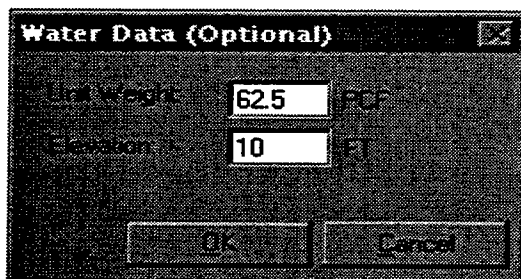 Water Data (Optional)
Unit Weight 62.5 PCF
Elevation 10 FT
OK Cancel